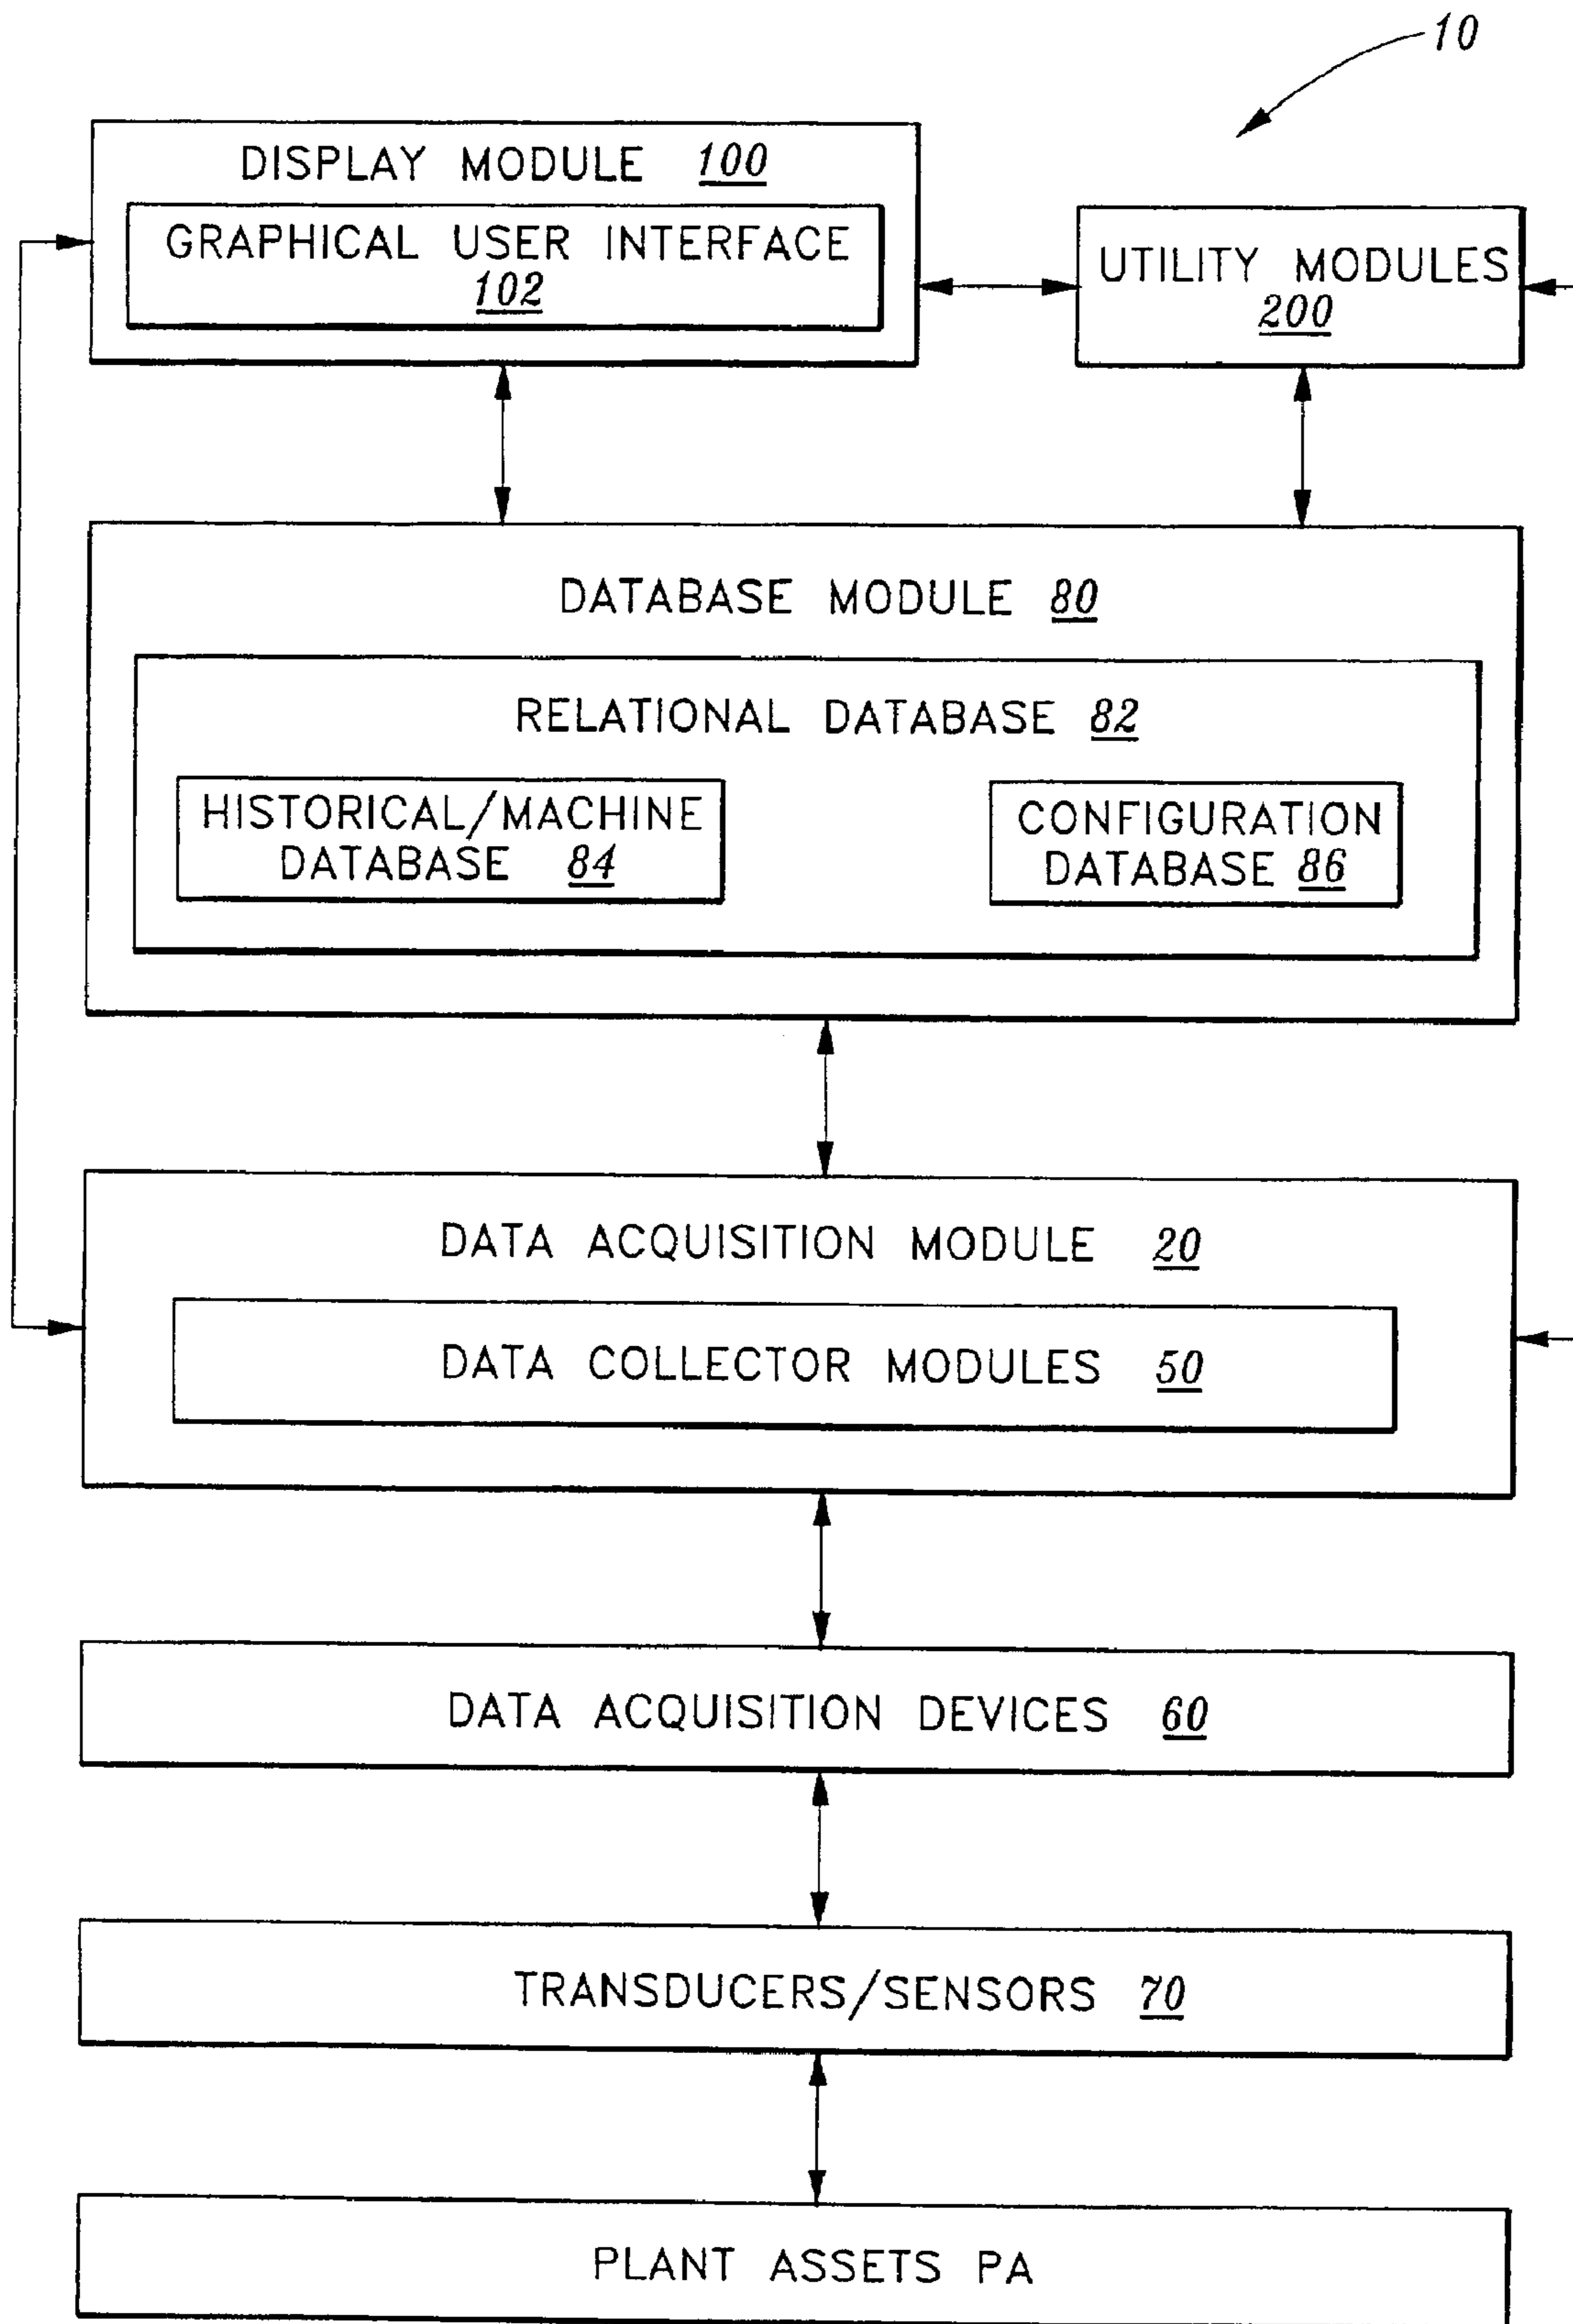 10
DISPLAY MODULE 100
GRAPHICAL USER INTERFACE
102
UTILITY MODULES
200
DATABASE MODULE 80
RELATIONAL DATABASE 82
HISTORICAL/MACHINE
DATABASE 84
CONFIGURATION
DATABASE 86
DATA ACQUISITION MODULE 20
DATA COLLECTOR MODULES 50
DATA ACQUISITION DEVICES 60
TRANSDUCERS/SENSORS 70
PLANT ASSETS PA